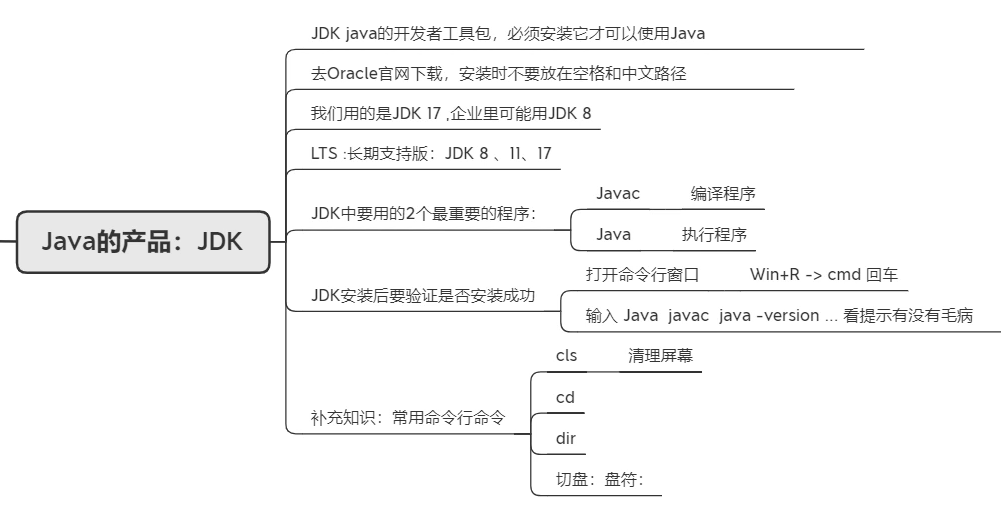 Java的产品：JDK
JDK java的开发者工具包，必须安装它才可以使用Java
去Oracle官网下载，安装时不要放在空格和中文路径
我们用的是JDK 17 ,企业里可能用JDK 8
LTS :长期支持版：JDK 8 、11、17
JDK中要用的2个最重要的程序：
Javac 编译程序
Java 执行程序
JDK安装后要验证是否安装成功
打开命令行窗口 Win+R -> cmd 回车
输入 Java javac java -version ... 看提示有没有毛病
补充知识：常用命令行命令
cls 清理屏幕
cd
dir
切盘：盘符：